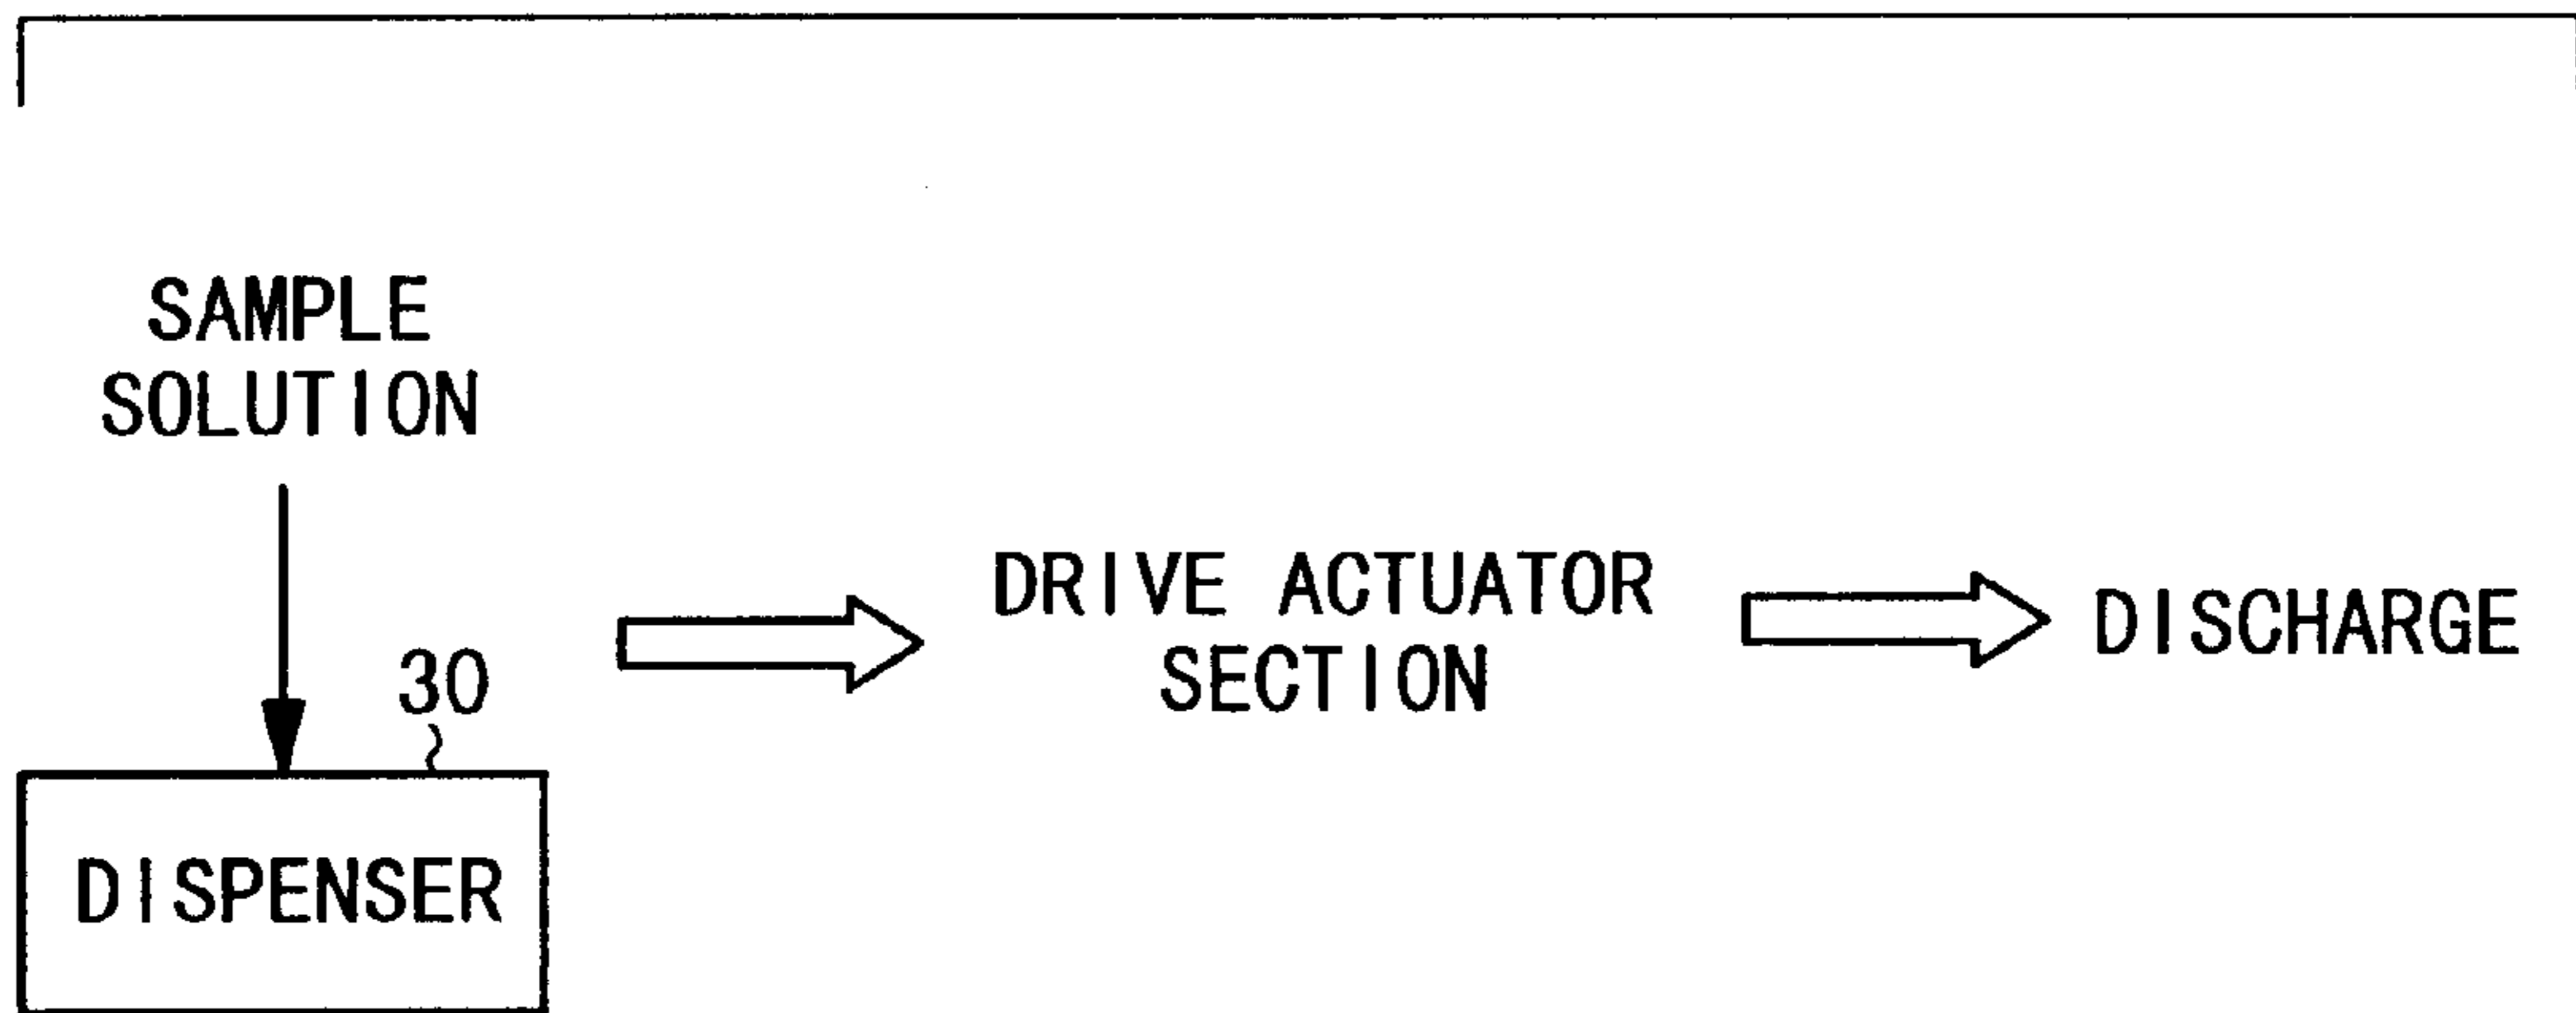 SAMPLE
SOLUTION
30
DISPENSER
DRIVE ACTUATOR
SECTION
DISCHARGE